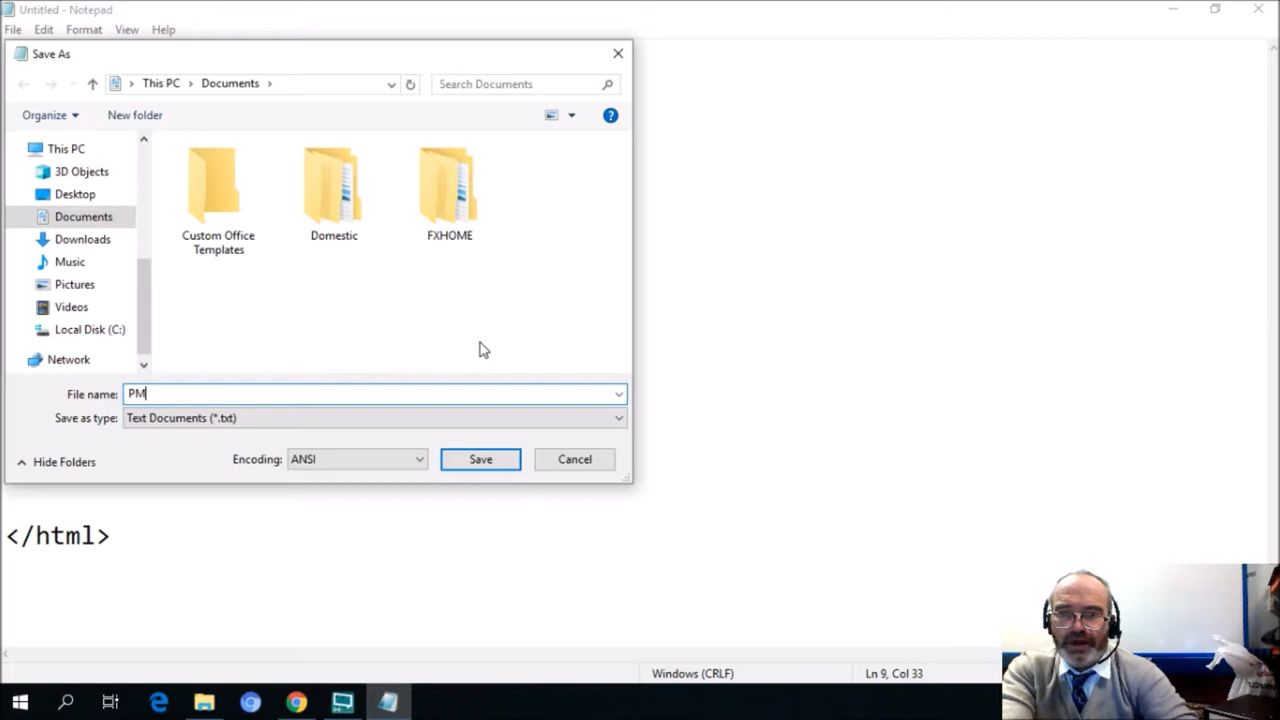 Untitled - Notepad
File Edit Format View Help
Save As
This PC Documents
Search Documents
Organize New folder
This PC
3D Objects
Desktop
Documents
Downloads
Music
Pictures
Videos
Local Disk (C:)
Network
Custom Office Templates
Domestic
FXHOME
File name: PM
Save as type: Text Documents (*.txt)
Hide Folders
Encoding: ANSI
Save
Cancel
</html>
Windows (CRLF)
Ln 9, Col 33